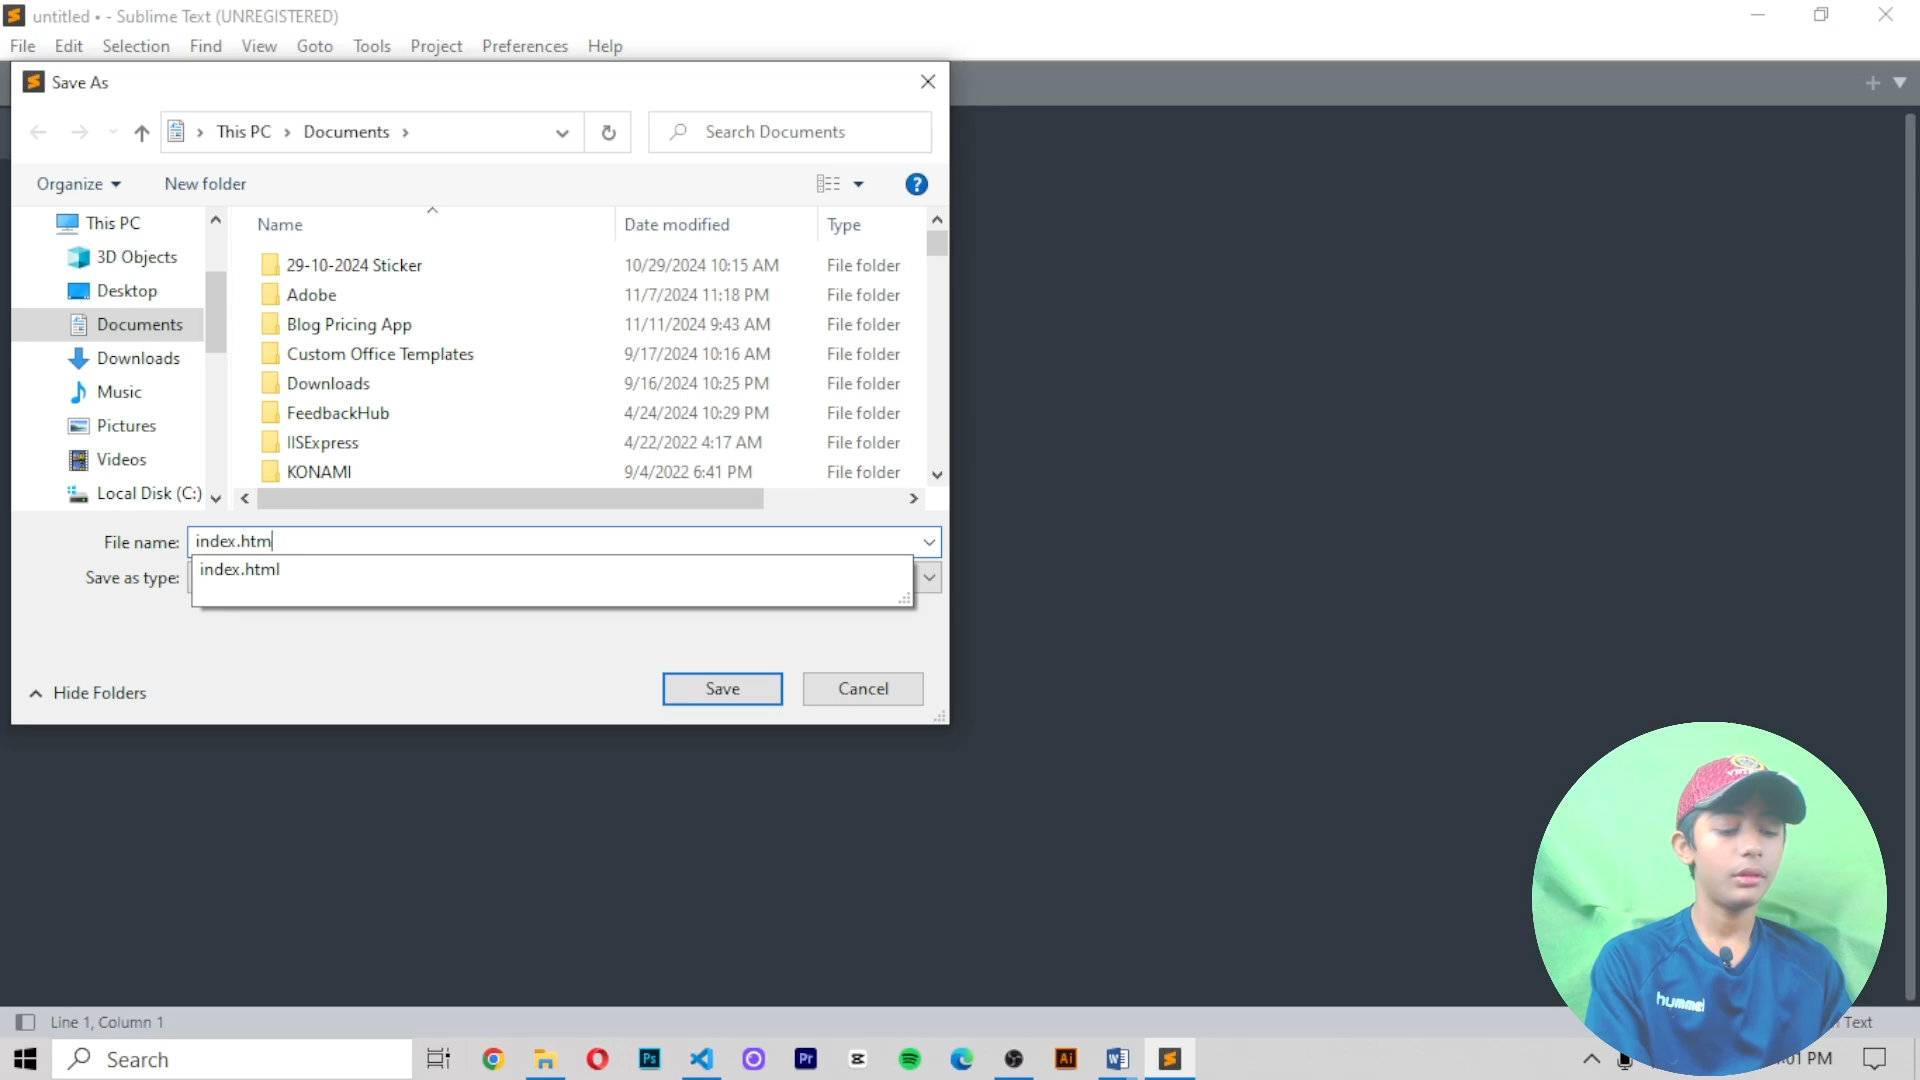 untitled • - Sublime Text (UNREGISTERED)
File Edit Selection Find View Goto Tools Project Preferences Help
Save As
This PC › Documents ›
Search Documents
Organize
New folder
Name
Date modified
Type
This PC
3D Objects
Desktop
Documents
Downloads
Music
Pictures
Videos
Local Disk (C:)
29-10-2024 Sticker 10/29/2024 10:15 AM File folder
Adobe 11/7/2024 11:18 PM File folder
Blog Pricing App 11/11/2024 9:43 AM File folder
Custom Office Templates 9/17/2024 10:16 AM File folder
Downloads 9/16/2024 10:25 PM File folder
FeedbackHub 4/24/2024 10:29 PM File folder
IISExpress 4/22/2022 4:17 AM File folder
KONAMI 9/4/2022 6:41 PM File folder
File name: index.htm
index.html
Save as type:
Hide Folders
Save
Cancel
hummel
Line 1, Column 1
Text
Search
Ps
Pr
Ai
:01 PM